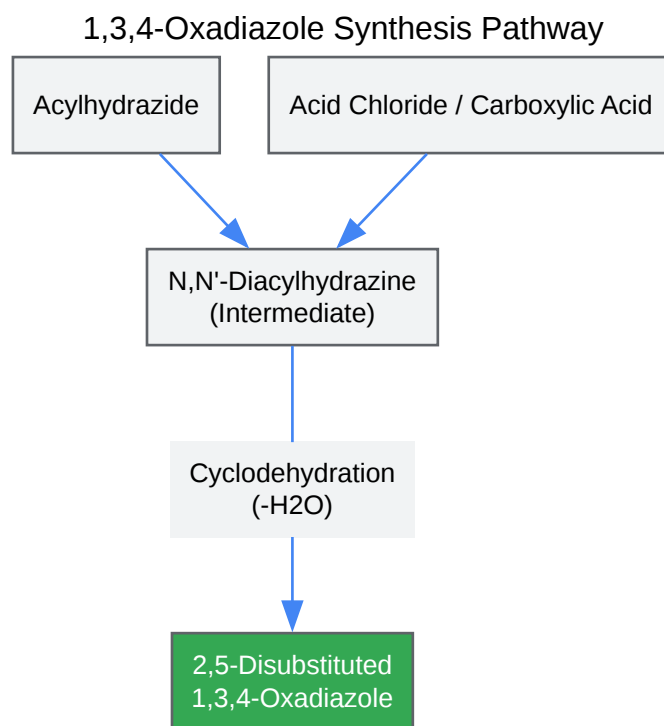 1,3,4-Oxadiazole Synthesis Pathway
Acylhydrazide
Acid Chloride / Carboxylic Acid
N,N'-Diacylhydrazine
(Intermediate)
Cyclodehydration
(-H2O)
2,5-Disubstituted
1,3,4-Oxadiazole